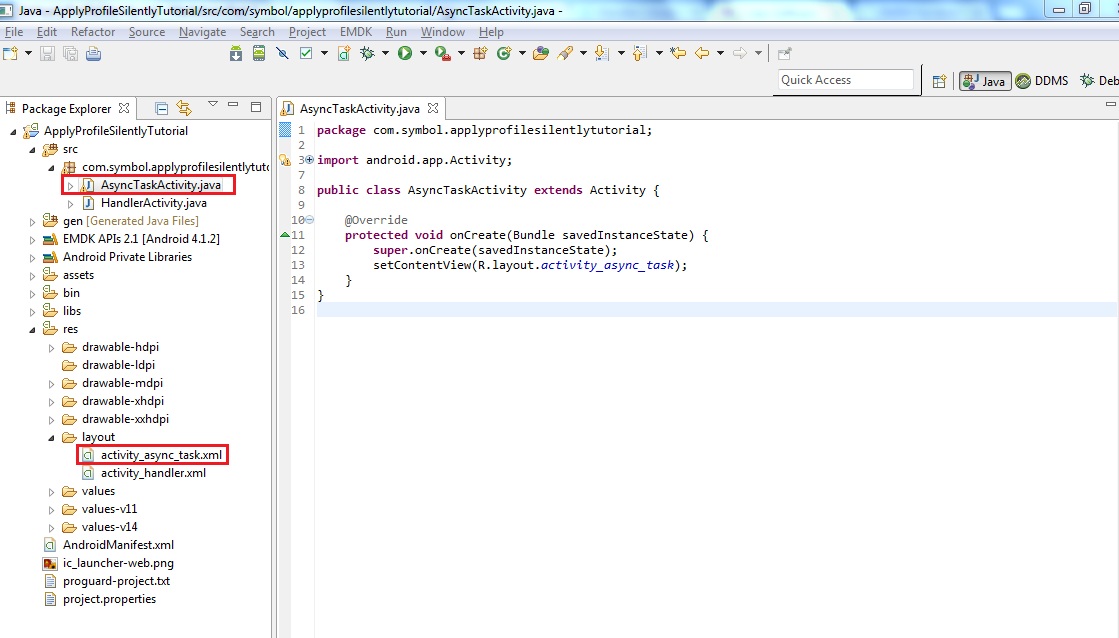 Java - ApplyProfileSilentlyTutorial/src/com/symbol/applyprofilesilentlytutorial/AsyncTaskActivity.java -
File Edit Refactor Source Navigate Search Project EMDK Run Window Help
Quick Access
Java
DDMS
Deb
Package Explorer
AsyncTaskActivity.java
ApplyProfileSilentlyTutorial
src
com.symbol.applyprofilesilentlytuto
AsyncTaskActivity.java
HandlerActivity.java
gen [Generated Java Files]
EMDK APIs 2.1 [Android 4.1.2]
Android Private Libraries
assets
bin
libs
res
drawable-hdpi
drawable-ldpi
drawable-mdpi
drawable-xhdpi
drawable-xxhdpi
layout
activity_async_task.xml
activity_handler.xml
values
values-v11
values-v14
AndroidManifest.xml
ic_launcher-web.png
proguard-project.txt
project.properties
1 package com.symbol.applyprofilesilentlytutorial;
2
3 import android.app.Activity;
7
8 public class AsyncTaskActivity extends Activity {
9
10 @Override
11 protected void onCreate(Bundle savedInstanceState) {
12 super.onCreate(savedInstanceState);
13 setContentView(R.layout.activity_async_task);
14 }
15 }
16